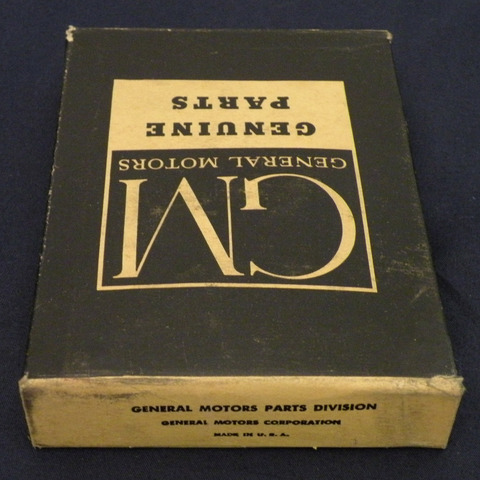 GM
GENERAL MOTORS
GENUINE
PARTS
GENERAL MOTORS PARTS DIVISION
GENERAL MOTORS CORPORATION
MADE IN U. S. A.